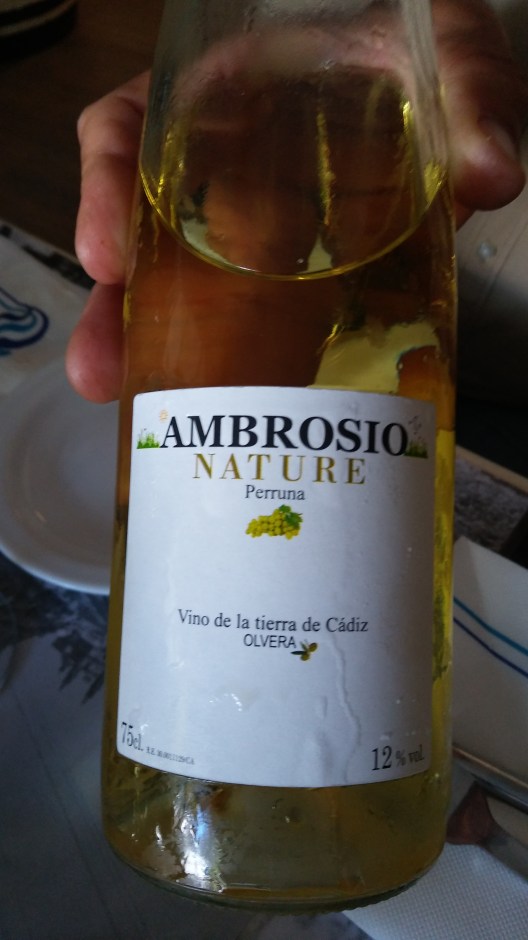 AMBROSIO
NATURE
Perruna
Vino de la tierra de Cádiz
OLVERA
75cl.
12 % vol.